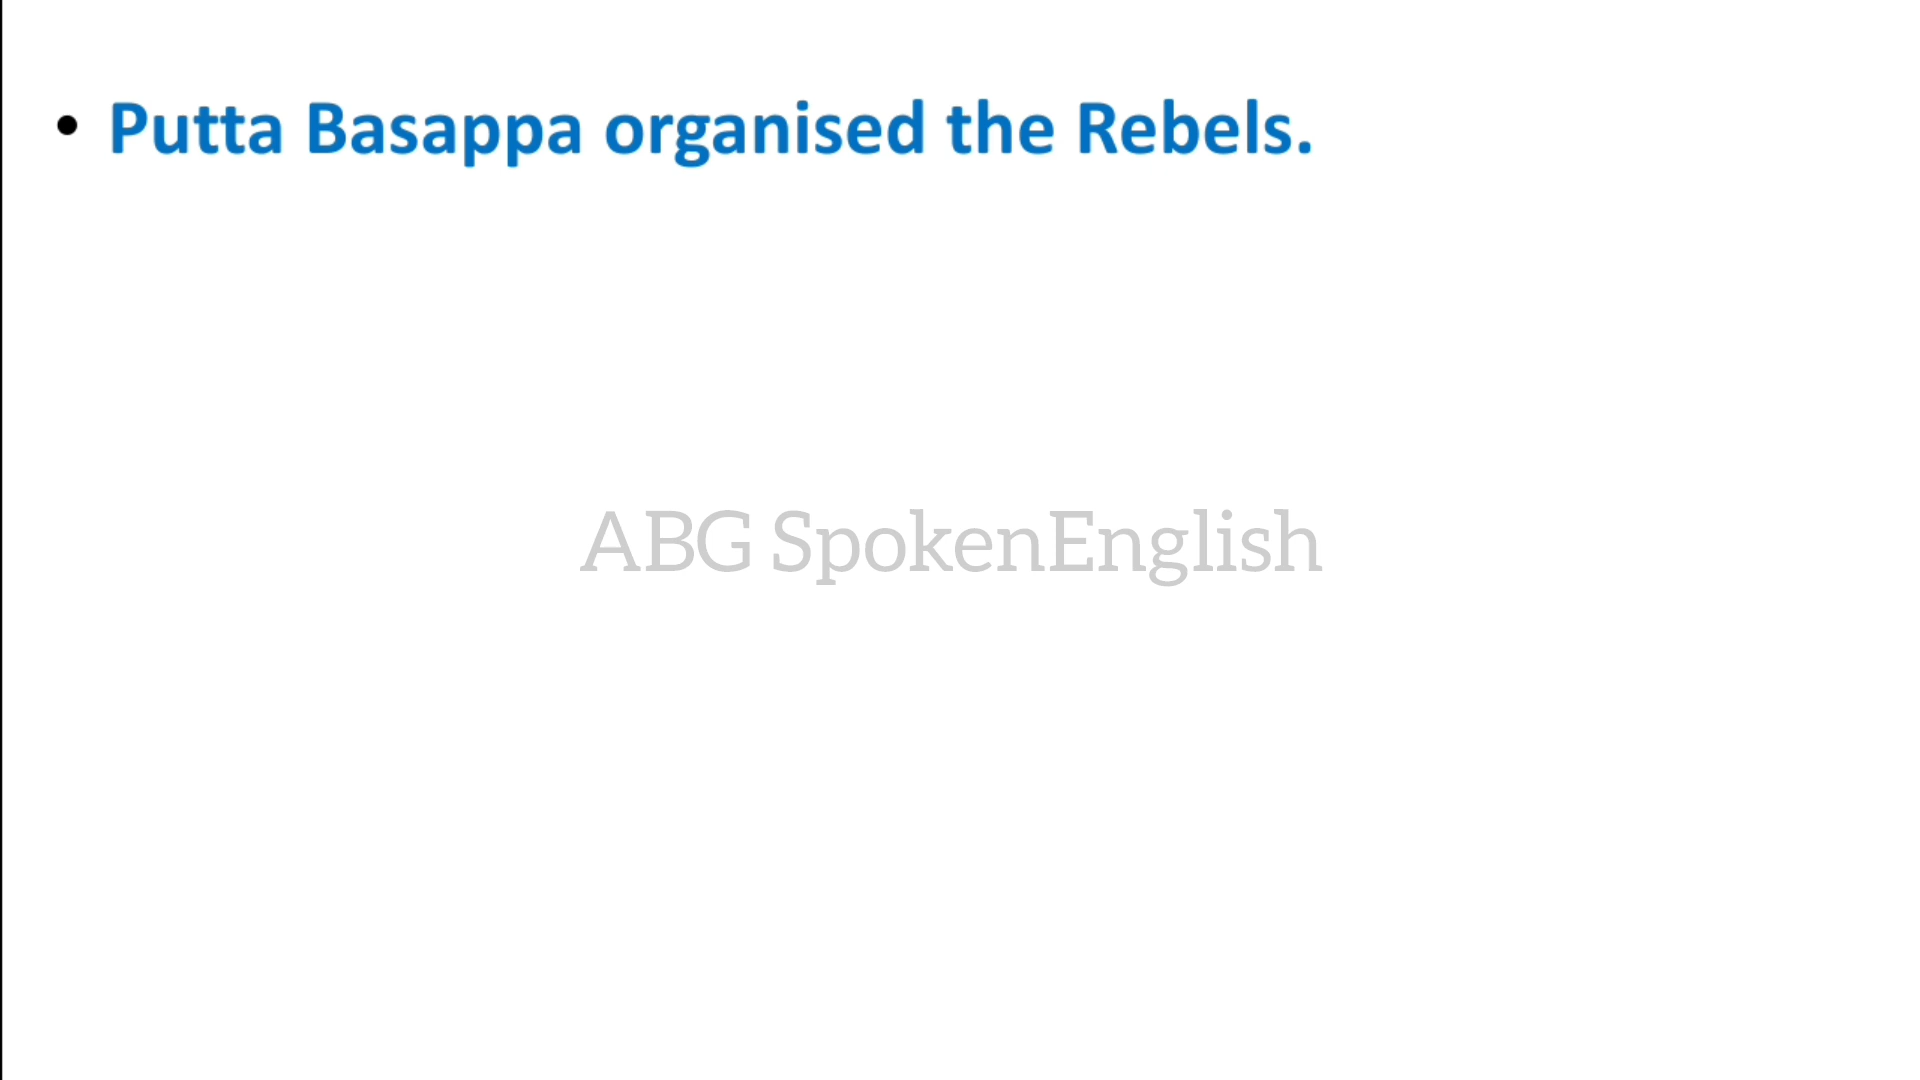 • Putta Basappa organised the Rebels.
ABG SpokenEnglish